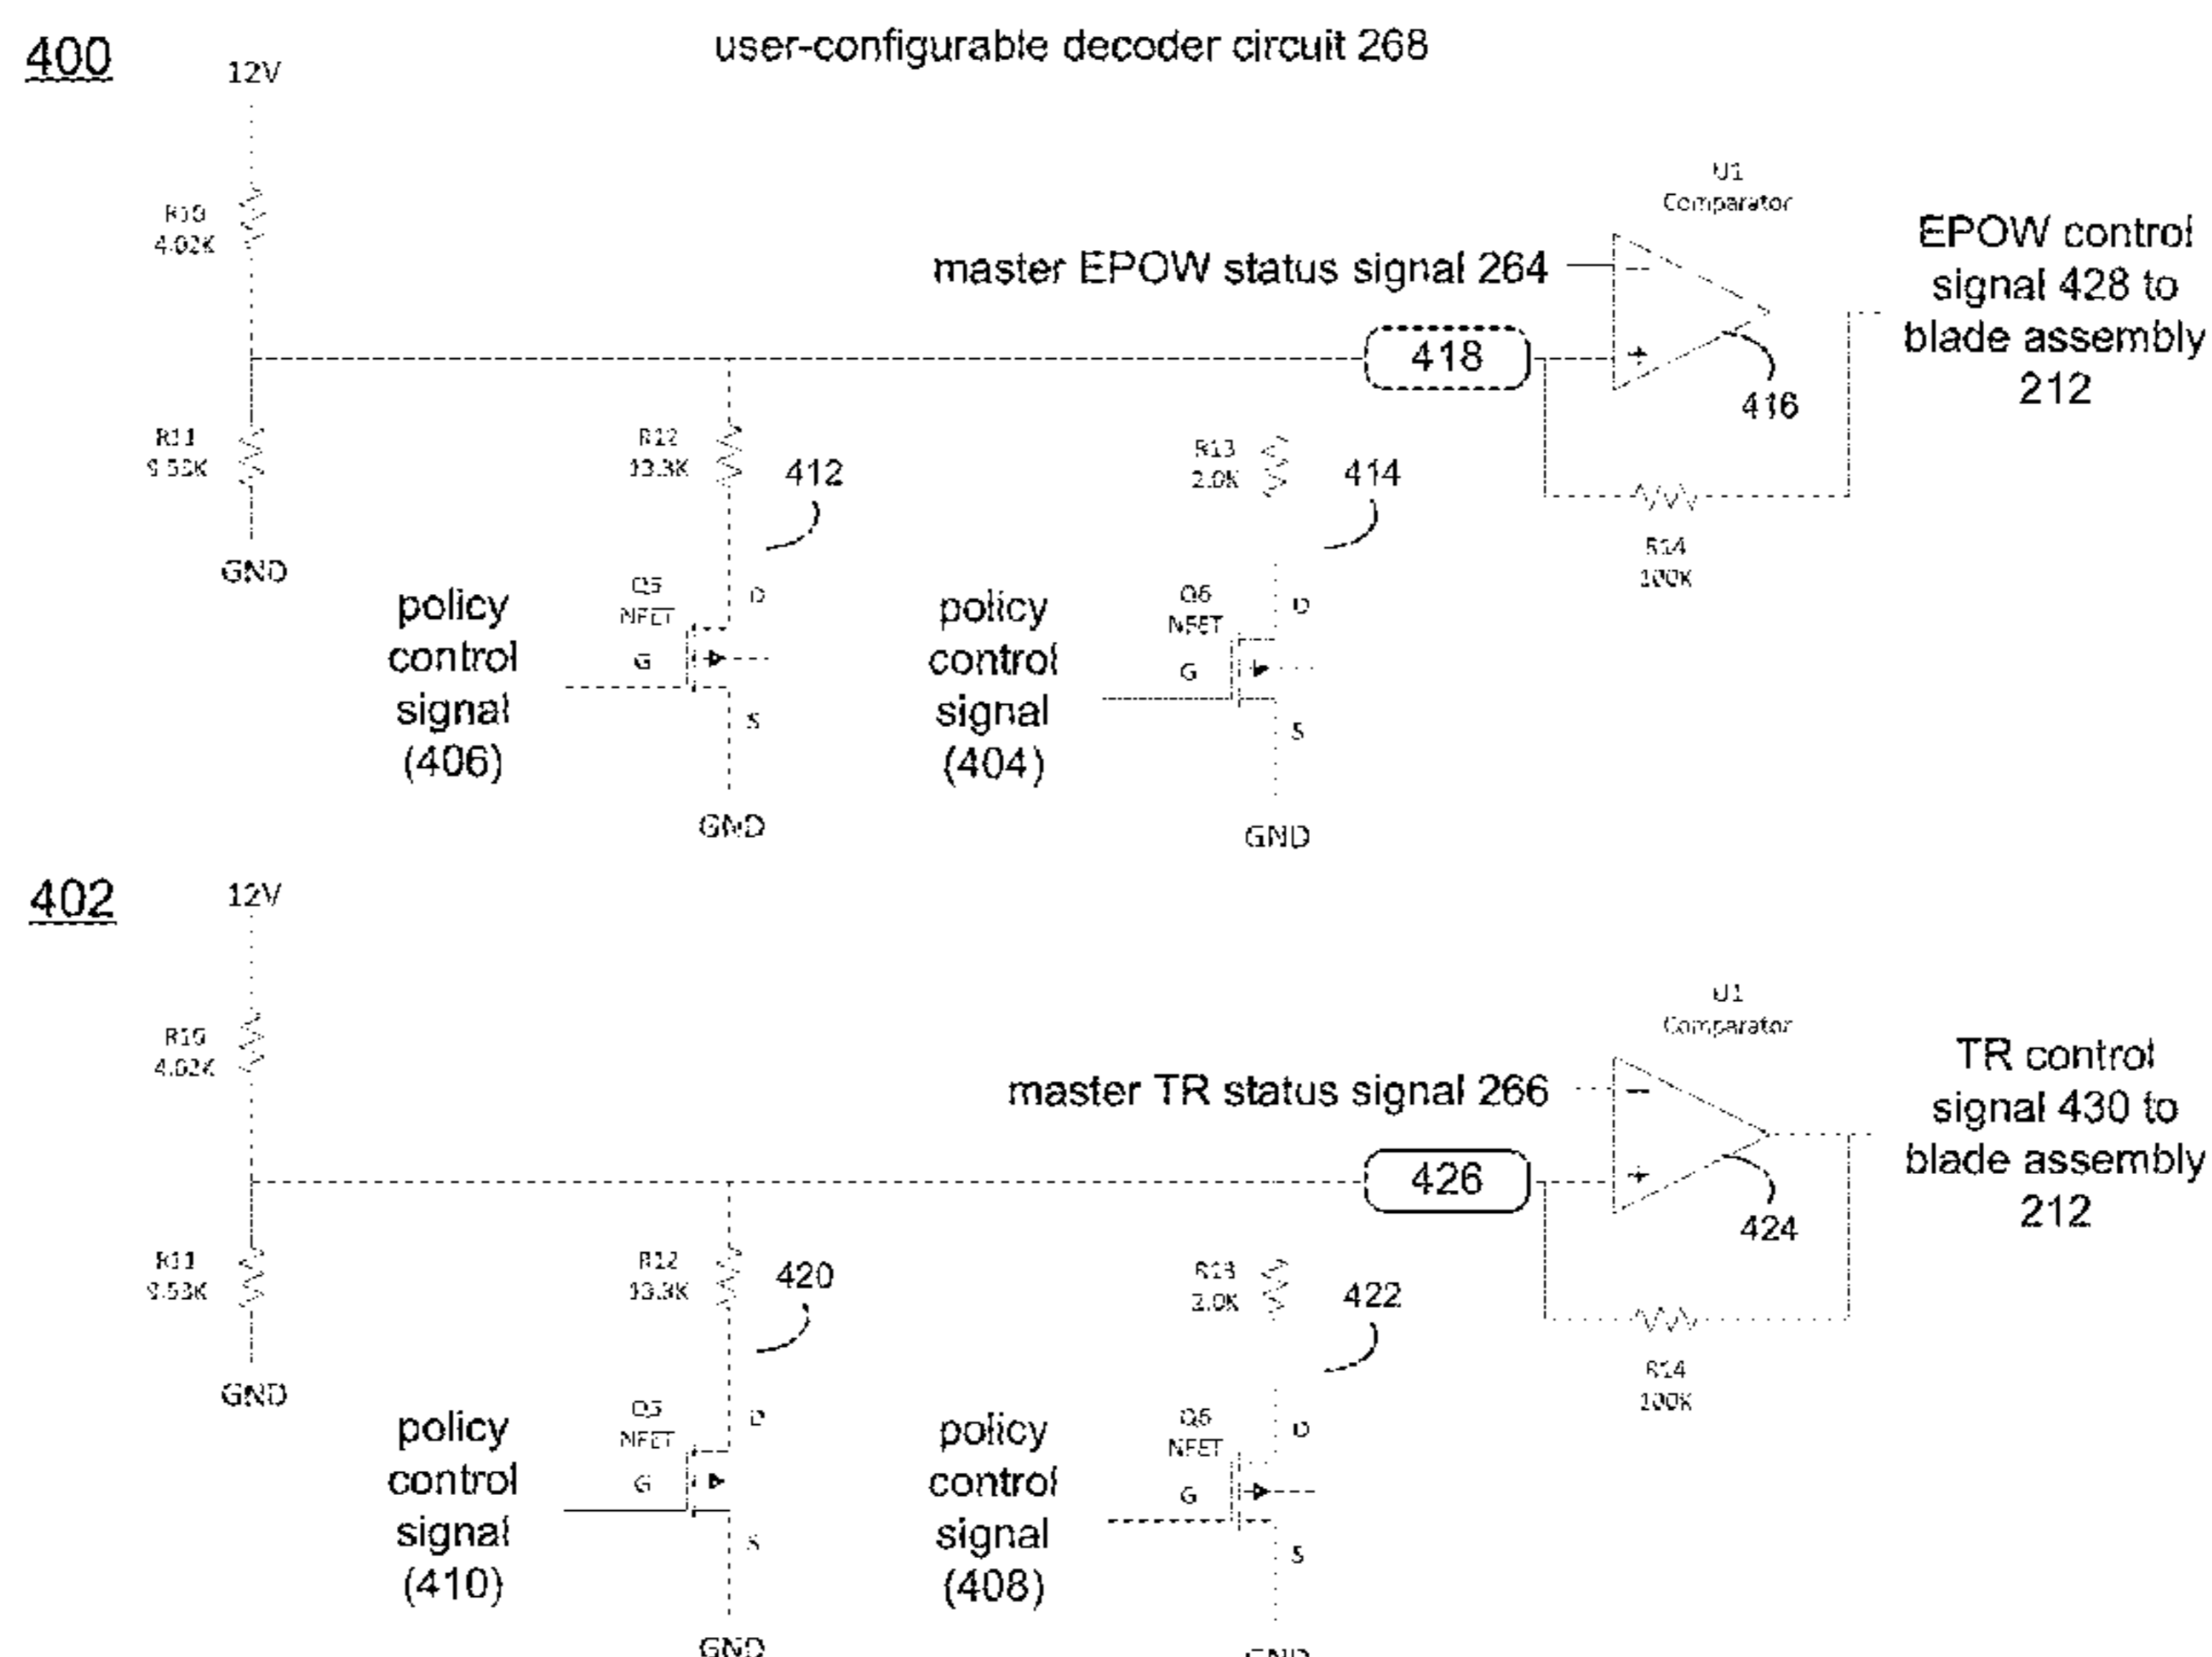 400
user-configurable decoder circuit 268
12V
R10
4.02K
U1
Comparator
master EPOW status signal 264
−
+
EPOW control
signal 428 to
blade assembly
212
418
416
R11
9.53K
GND
R12
13.3K
412
R13
2.0K
414
R14
100K
policy
control
signal
(406)
Q5
NFET
D
G
S
GND
policy
control
signal
(404)
Q6
NFET
D
G
S
GND
402
12V
R10
4.02K
U1
Comparator
master TR status signal 266
−
+
TR control
signal 430 to
blade assembly
212
426
424
R11
9.53K
GND
R12
13.3K
420
R13
2.0K
422
R14
100K
policy
control
signal
(410)
Q5
NFET
D
G
S
GND
policy
control
signal
(408)
Q6
NFET
D
G
S
GND